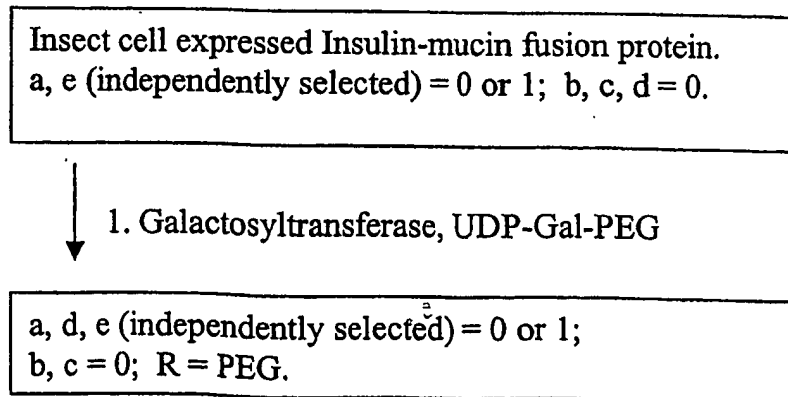 Insect cell expressed Insulin-mucin fusion protein.
a, e (independently selected) = 0 or 1; b, c, d = 0.
1. Galactosyltransferase, UDP-Gal-PEG
a, d, e (independently selected) = 0 or 1;
b, c = 0; R = PEG.